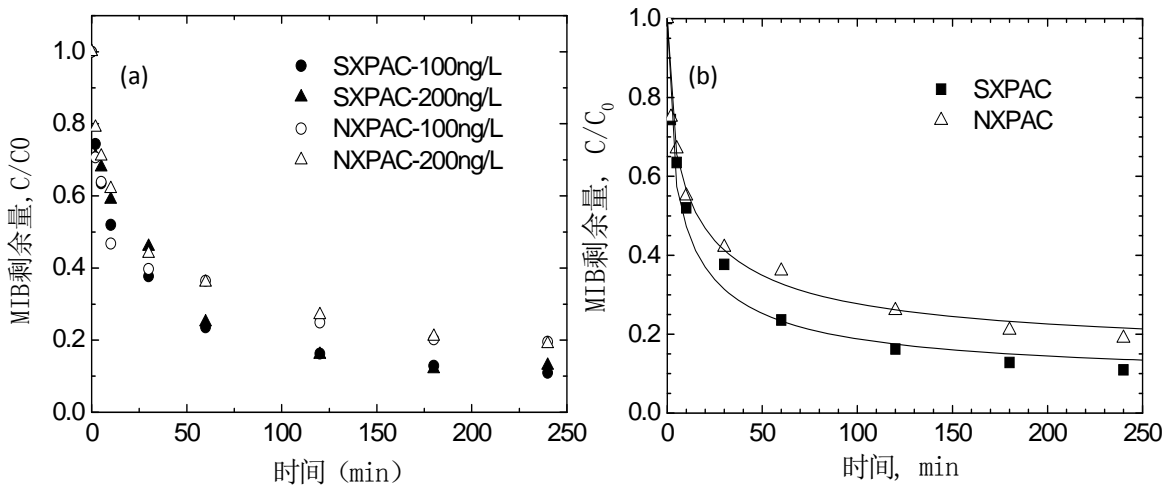 (a)
SXPAC-100ng/L
SXPAC-200ng/L
NXPAC-100ng/L
NXPAC-200ng/L
MIB剩余量, C/C0
1.0
0.8
0.6
0.4
0.2
0.0
0
50
100
150
200
250
时间 (min)
(b)
SXPAC
NXPAC
MIB剩余量, C/C₀
1.0
0.8
0.6
0.4
0.2
0.0
0
50
100
150
200
250
时间, min